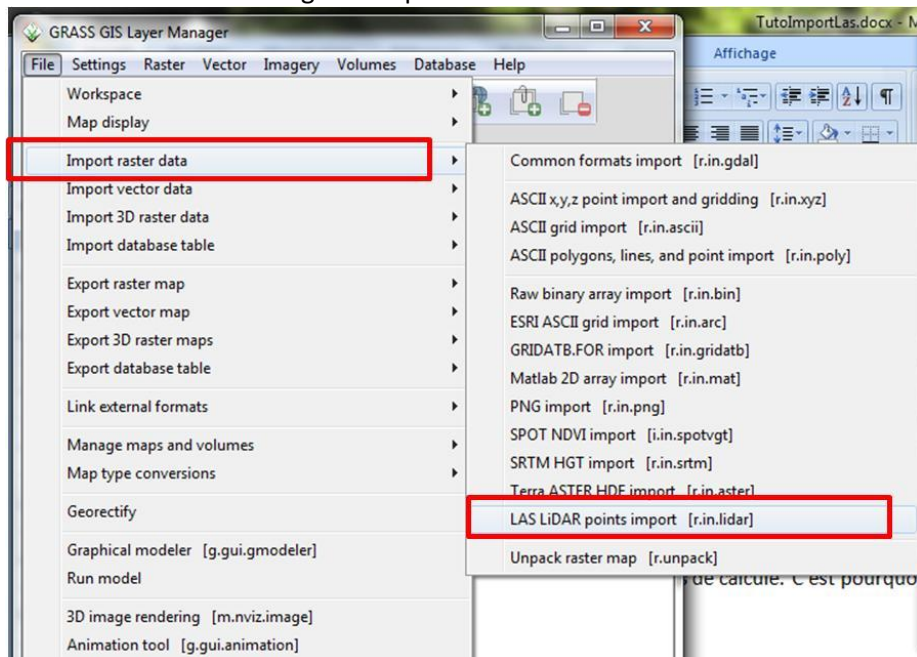 GRASS GIS Layer Manager
TutoImportLas.docx - M
File Settings Raster Vector Imagery Volumes Database Help
Affichage
Workspace
Map display
Import raster data
Import vector data
Import 3D raster data
Import database table
Export raster map
Export vector map
Export 3D raster maps
Export database table
Link external formats
Manage maps and volumes
Map type conversions
Georectify
Graphical modeler [g.gui.gmodeler]
Run model
3D image rendering [m.nviz.image]
Animation tool [g.gui.animation]
Common formats import [r.in.gdal]
ASCII x,y,z point import and gridding [r.in.xyz]
ASCII grid import [r.in.ascii]
ASCII polygons, lines, and point import [r.in.poly]
Raw binary array import [r.in.bin]
ESRI ASCII grid import [r.in.arc]
GRIDATB.FOR import [r.in.gridatb]
Matlab 2D array import [r.in.mat]
PNG import [r.in.png]
SPOT NDVI import [i.in.spotvgt]
SRTM HGT import [r.in.srtm]
Terra ASTER HDF import [r.in.aster]
LAS LiDAR points import [r.in.lidar]
Unpack raster map [r.unpack]
de calcule. C'est pourquo